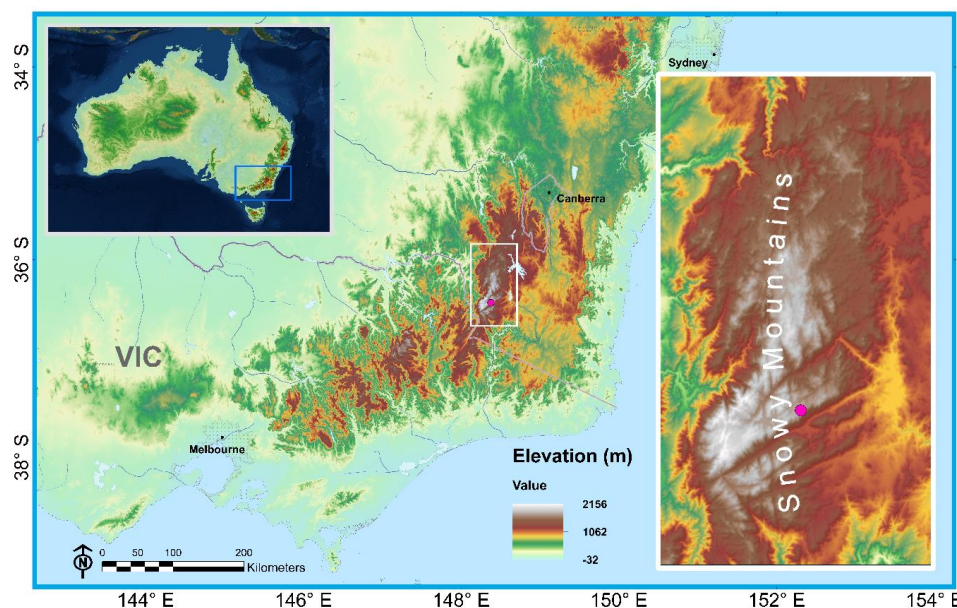 34° S
36° S
38° S
Sydney
Canberra
VIC
Melbourne
Snowy Mountains
Elevation (m)
Value
2156
1062
-32
N
0 50 100 200
Kilometers
144° E
146° E
148° E
150° E
152° E
154° E